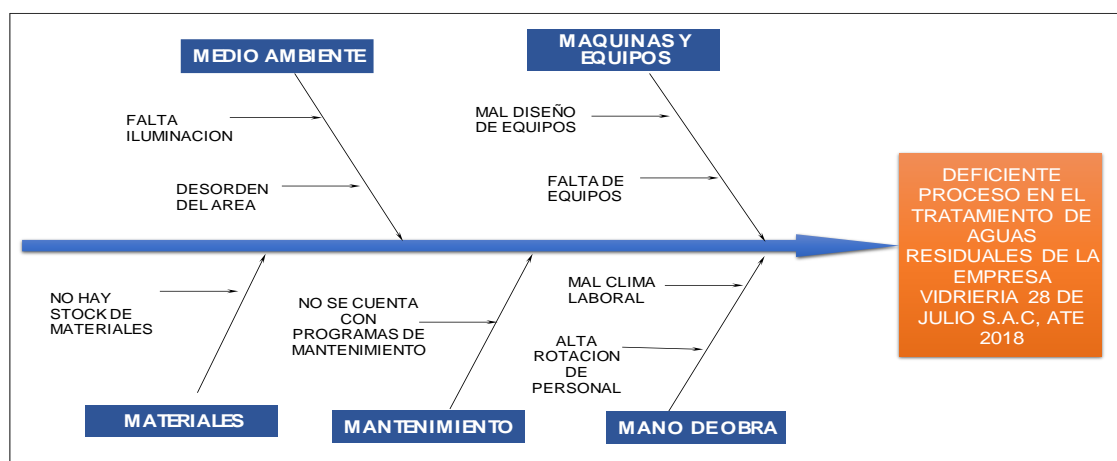 MEDIO AMBIENTE
MAQUINAS Y
EQUIPOS
FALTA
ILUMINACION
MAL DISEÑO
DE EQUIPOS
DESORDEN
DEL AREA
FALTA DE
EQUIPOS
DEFICIENTE
PROCESO EN EL
TRATAMIENTO DE
AGUAS
RESIDUALES DE LA
EMPRESA
VIDRIERIA 28 DE
JULIO S.A.C, ATE
2018
NO HAY
STOCK DE
MATERIALES
NO SE CUENTA
CON
PROGRAMAS DE
MANTENIMIENTO
MAL CLIMA
LABORAL
ALTA
ROTACION
DE
PERSONAL
MATERIALES
MANTENIMIENTO
MANO DE OBRA